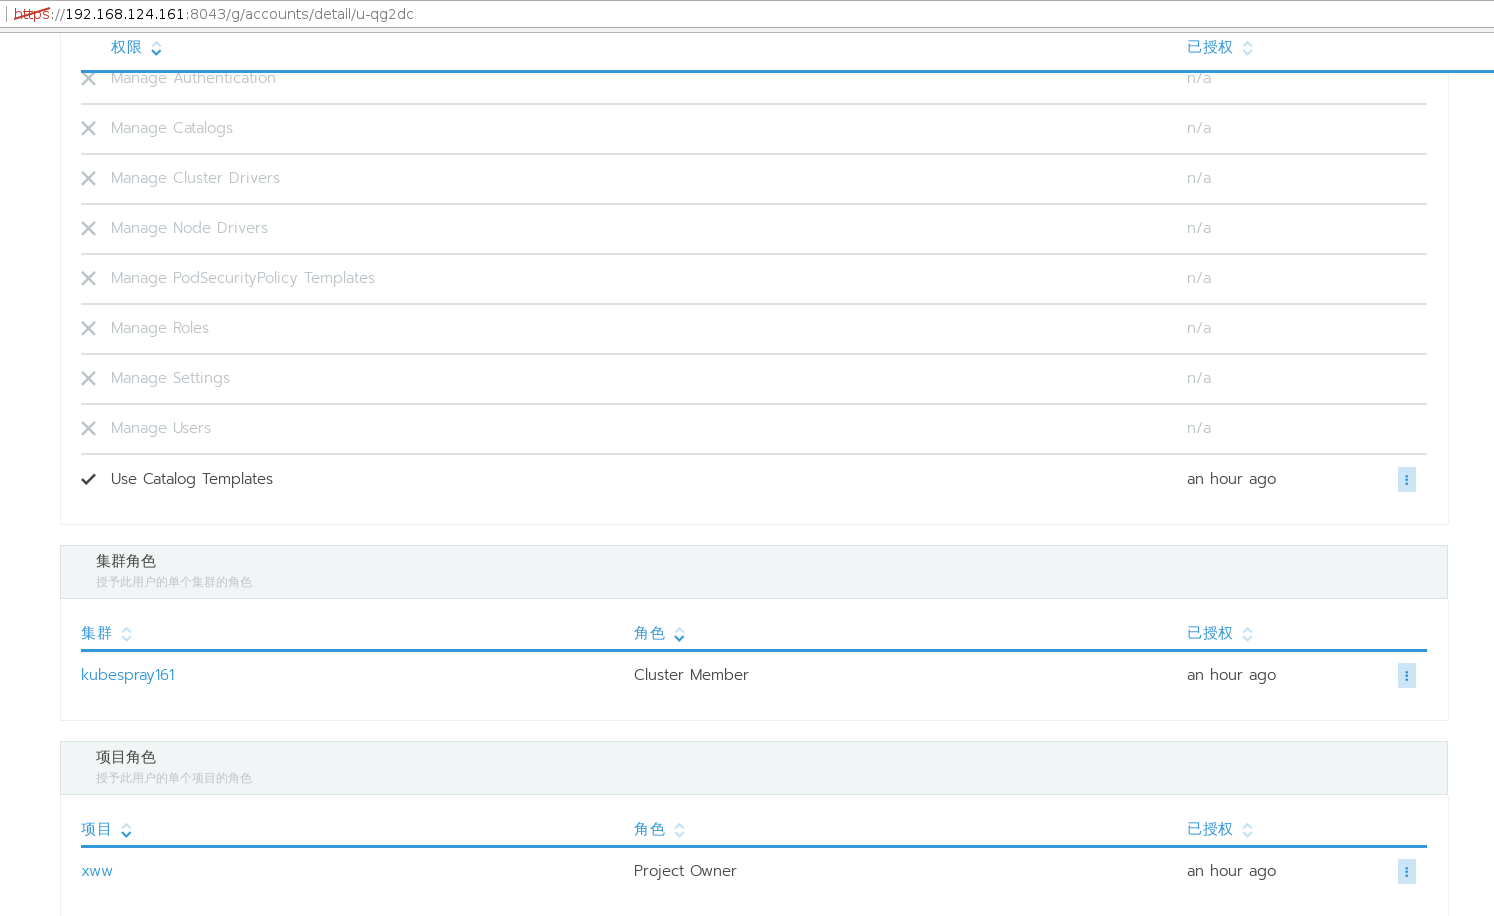 https://192.168.124.161:8043/g/accounts/detail/u-qg2dc
权限 已授权
Manage Authentication n/a
Manage Catalogs n/a
Manage Cluster Drivers n/a
Manage Node Drivers n/a
Manage PodSecurityPolicy Templates n/a
Manage Roles n/a
Manage Settings n/a
Manage Users n/a
Use Catalog Templates an hour ago
集群角色
授予此用户的单个集群的角色
集群 角色 已授权
kubespray161 Cluster Member an hour ago
项目角色
授予此用户的单个项目的角色
项目 角色 已授权
xww Project Owner an hour ago